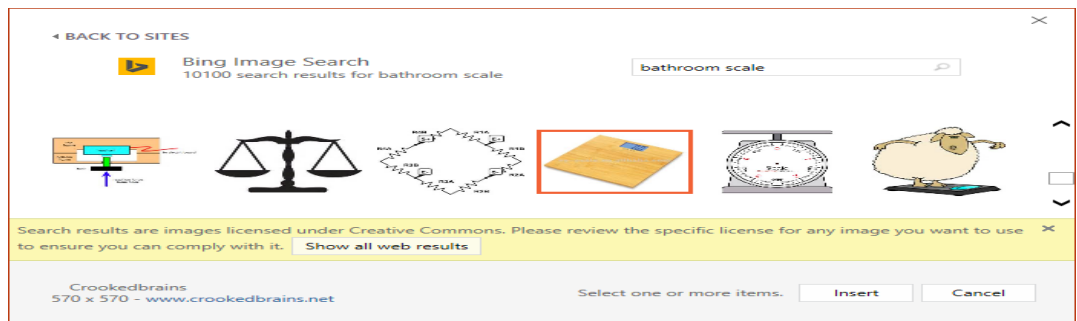 BACK TO SITES
Bing Image Search
10100 search results for bathroom scale
bathroom scale
Search results are images licensed under Creative Commons. Please review the specific license for any image you want to use
to ensure you can comply with it. Show all web results
Crookedbrains
570 x 570 - www.crookedbrains.net
Select one or more items. Insert Cancel